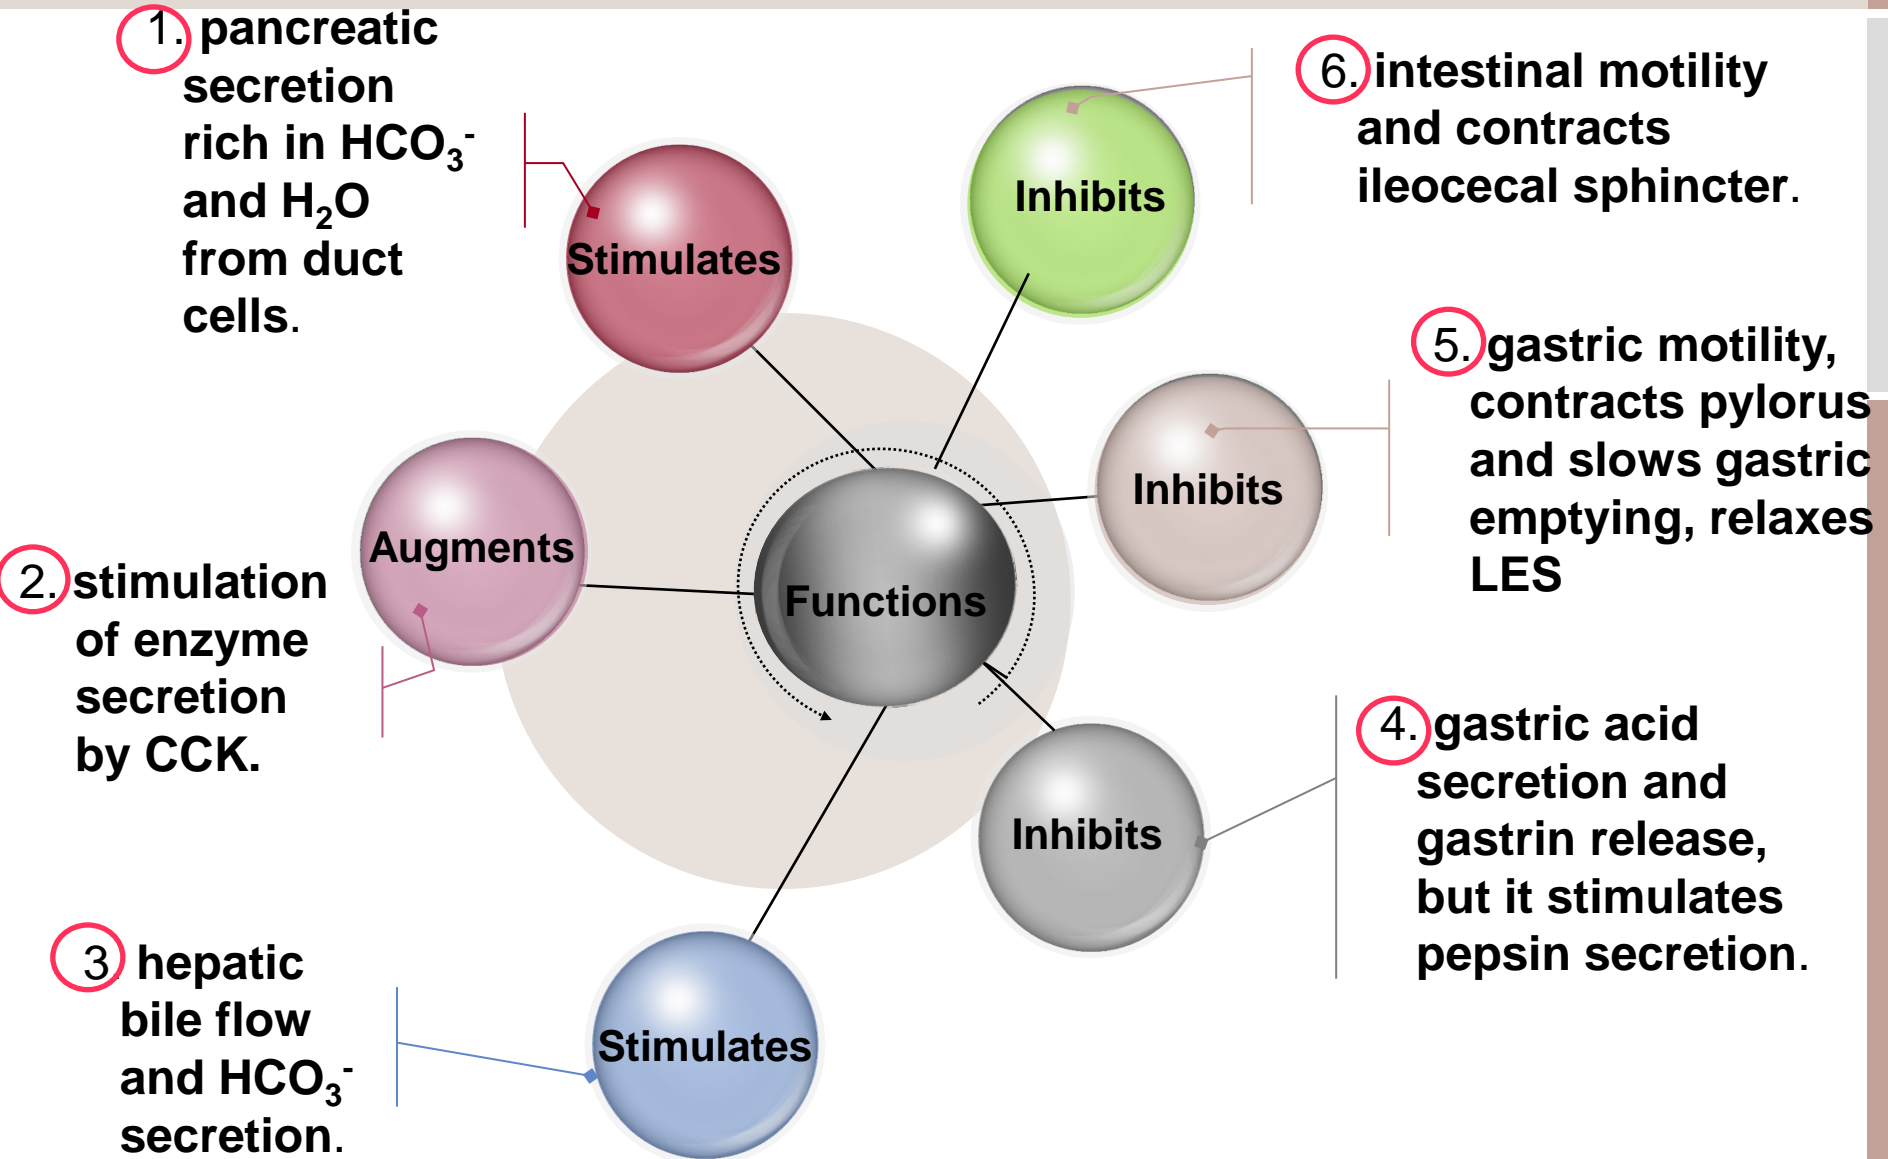 1. pancreatic
secretion
rich in HCO₃⁻
and H₂O
from duct
cells.
Stimulates
2. stimulation
of enzyme
secretion
by CCK.
Augments
3. hepatic
bile flow
and HCO₃⁻
secretion.
Stimulates
4. gastric acid
secretion and
gastrin release,
but it stimulates
pepsin secretion.
Inhibits
5. gastric motility,
contracts pylorus
and slows gastric
emptying, relaxes
LES
Inhibits
6. intestinal motility
and contracts
ileocecal sphincter.
Inhibits
Functions